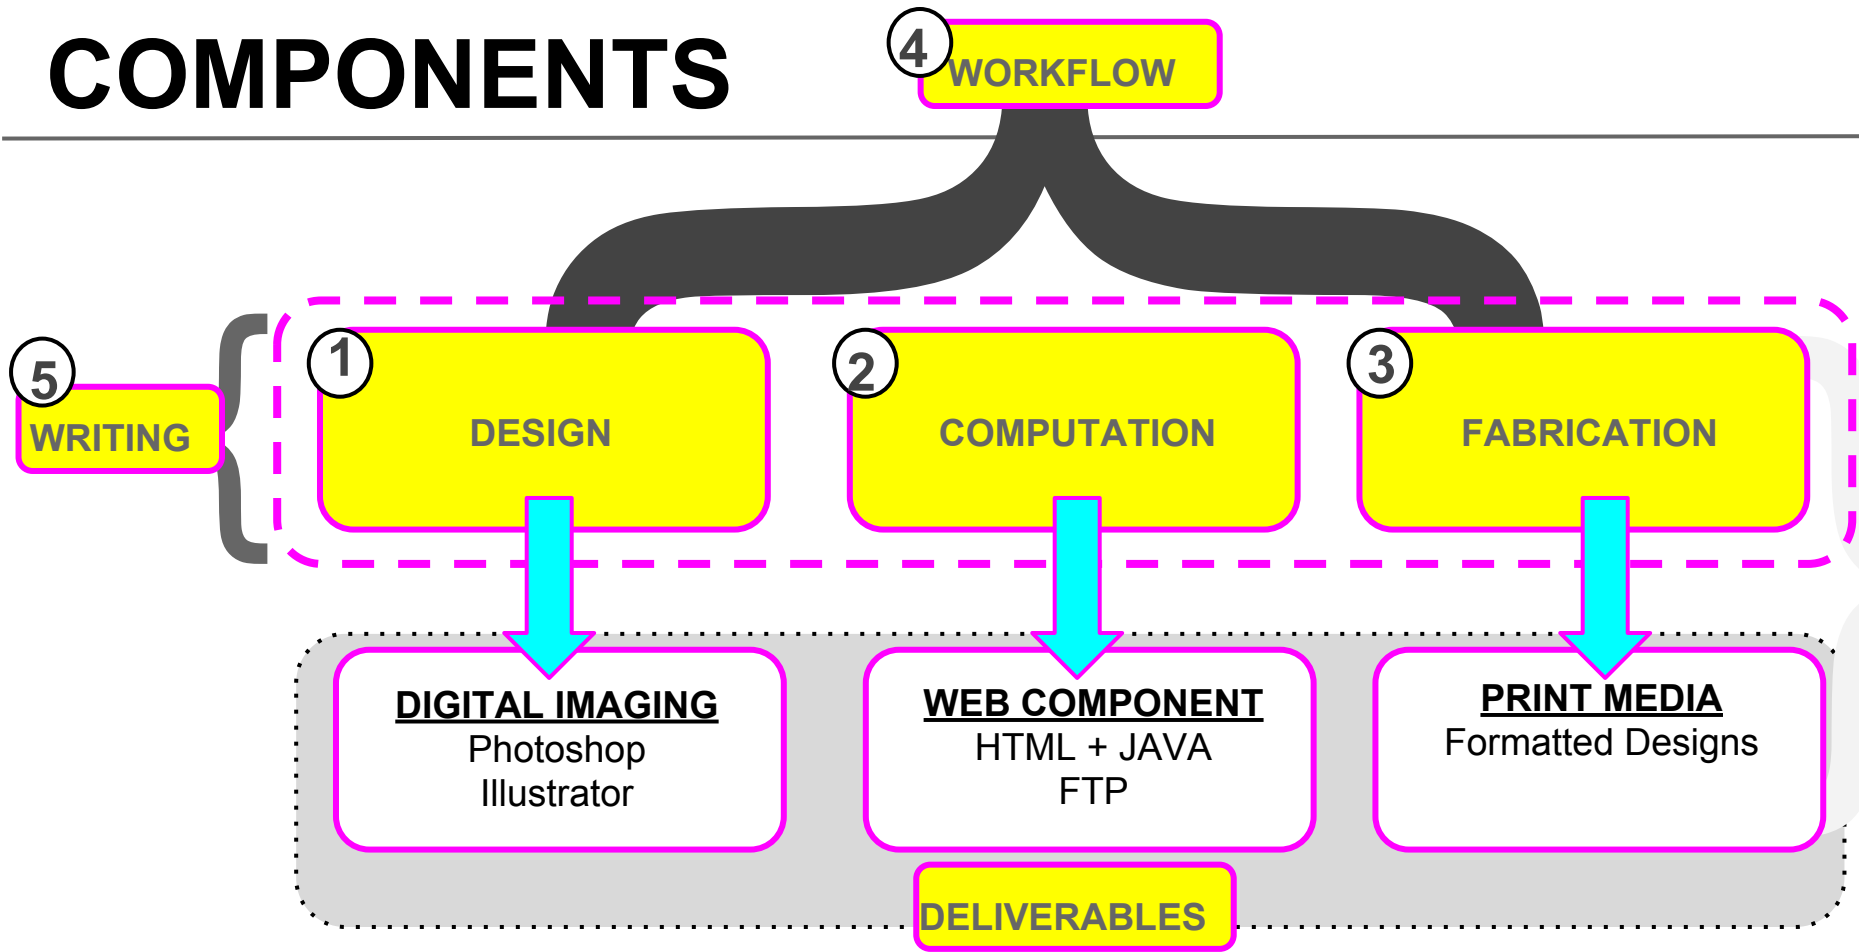 COMPONENTS
4
WORKFLOW
5
WRITING
1
DESIGN
2
COMPUTATION
3
FABRICATION
DIGITAL IMAGING
Photoshop
Illustrator
WEB COMPONENT
HTML + JAVA
FTP
PRINT MEDIA
Formatted Designs
DELIVERABLES